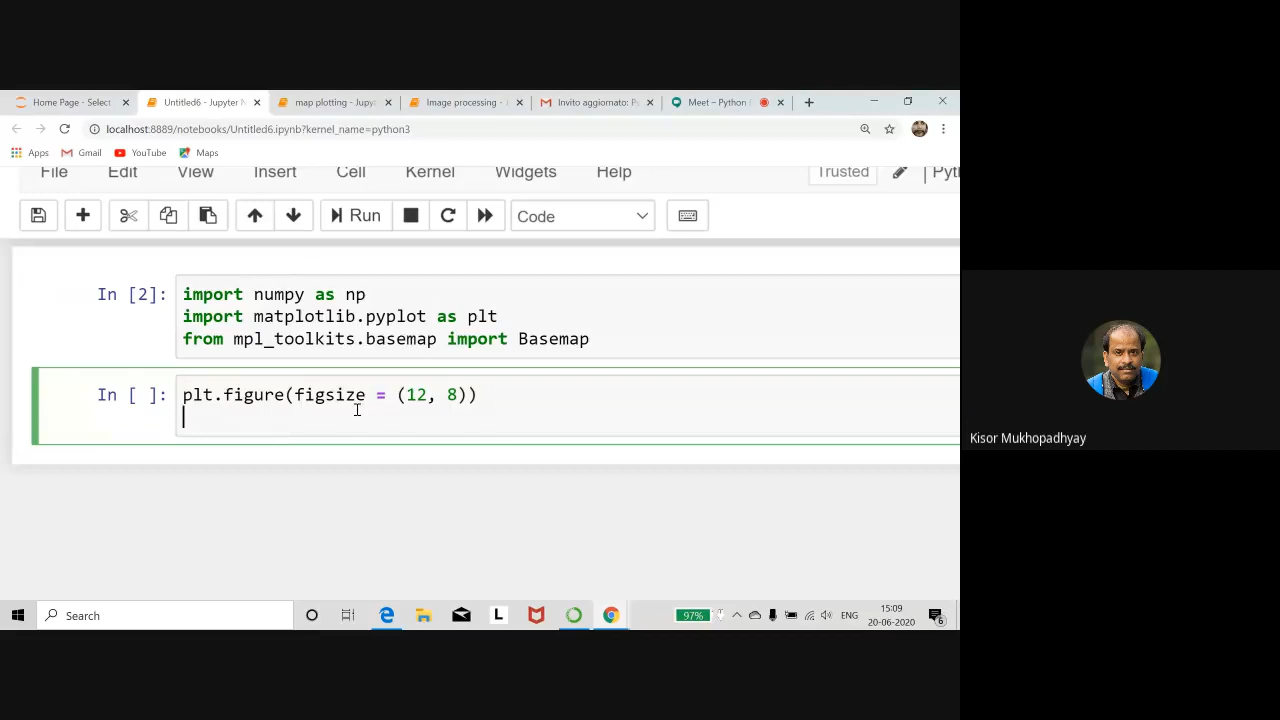 Home Page - Select
Untitled6 - Jupyter N
map plotting - Jupyt
Image processing - J
Invito aggiornato: Py
Meet – Python
localhost:8889/notebooks/Untitled6.ipynb?kernel_name=python3
Apps
Gmail
YouTube
Maps
File
Edit
View
Insert
Cell
Kernel
Widgets
Help
Trusted
Pyt
Run
Code
In [2]:
import numpy as np
import matplotlib.pyplot as plt
from mpl_toolkits.basemap import Basemap
In [ ]:
plt.figure(figsize = (12, 8))
Kisor Mukhopadhyay
Search
L
97%
ENG
15:09
20-06-2020
6